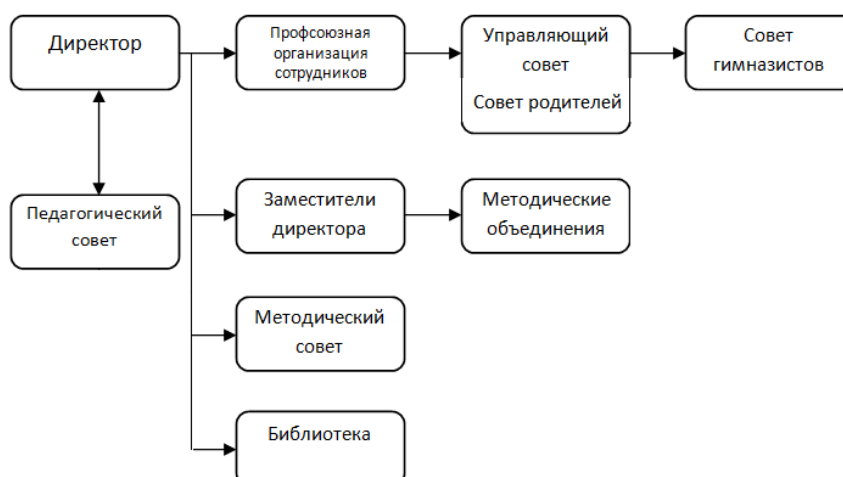 Директор
Профсоюзная
организация
сотрудников
Управляющий
совет
Совет родителей
Совет
гимназистов
Педагогический
совет
Заместители
директора
Методические
объединения
Методический
совет
Библиотека